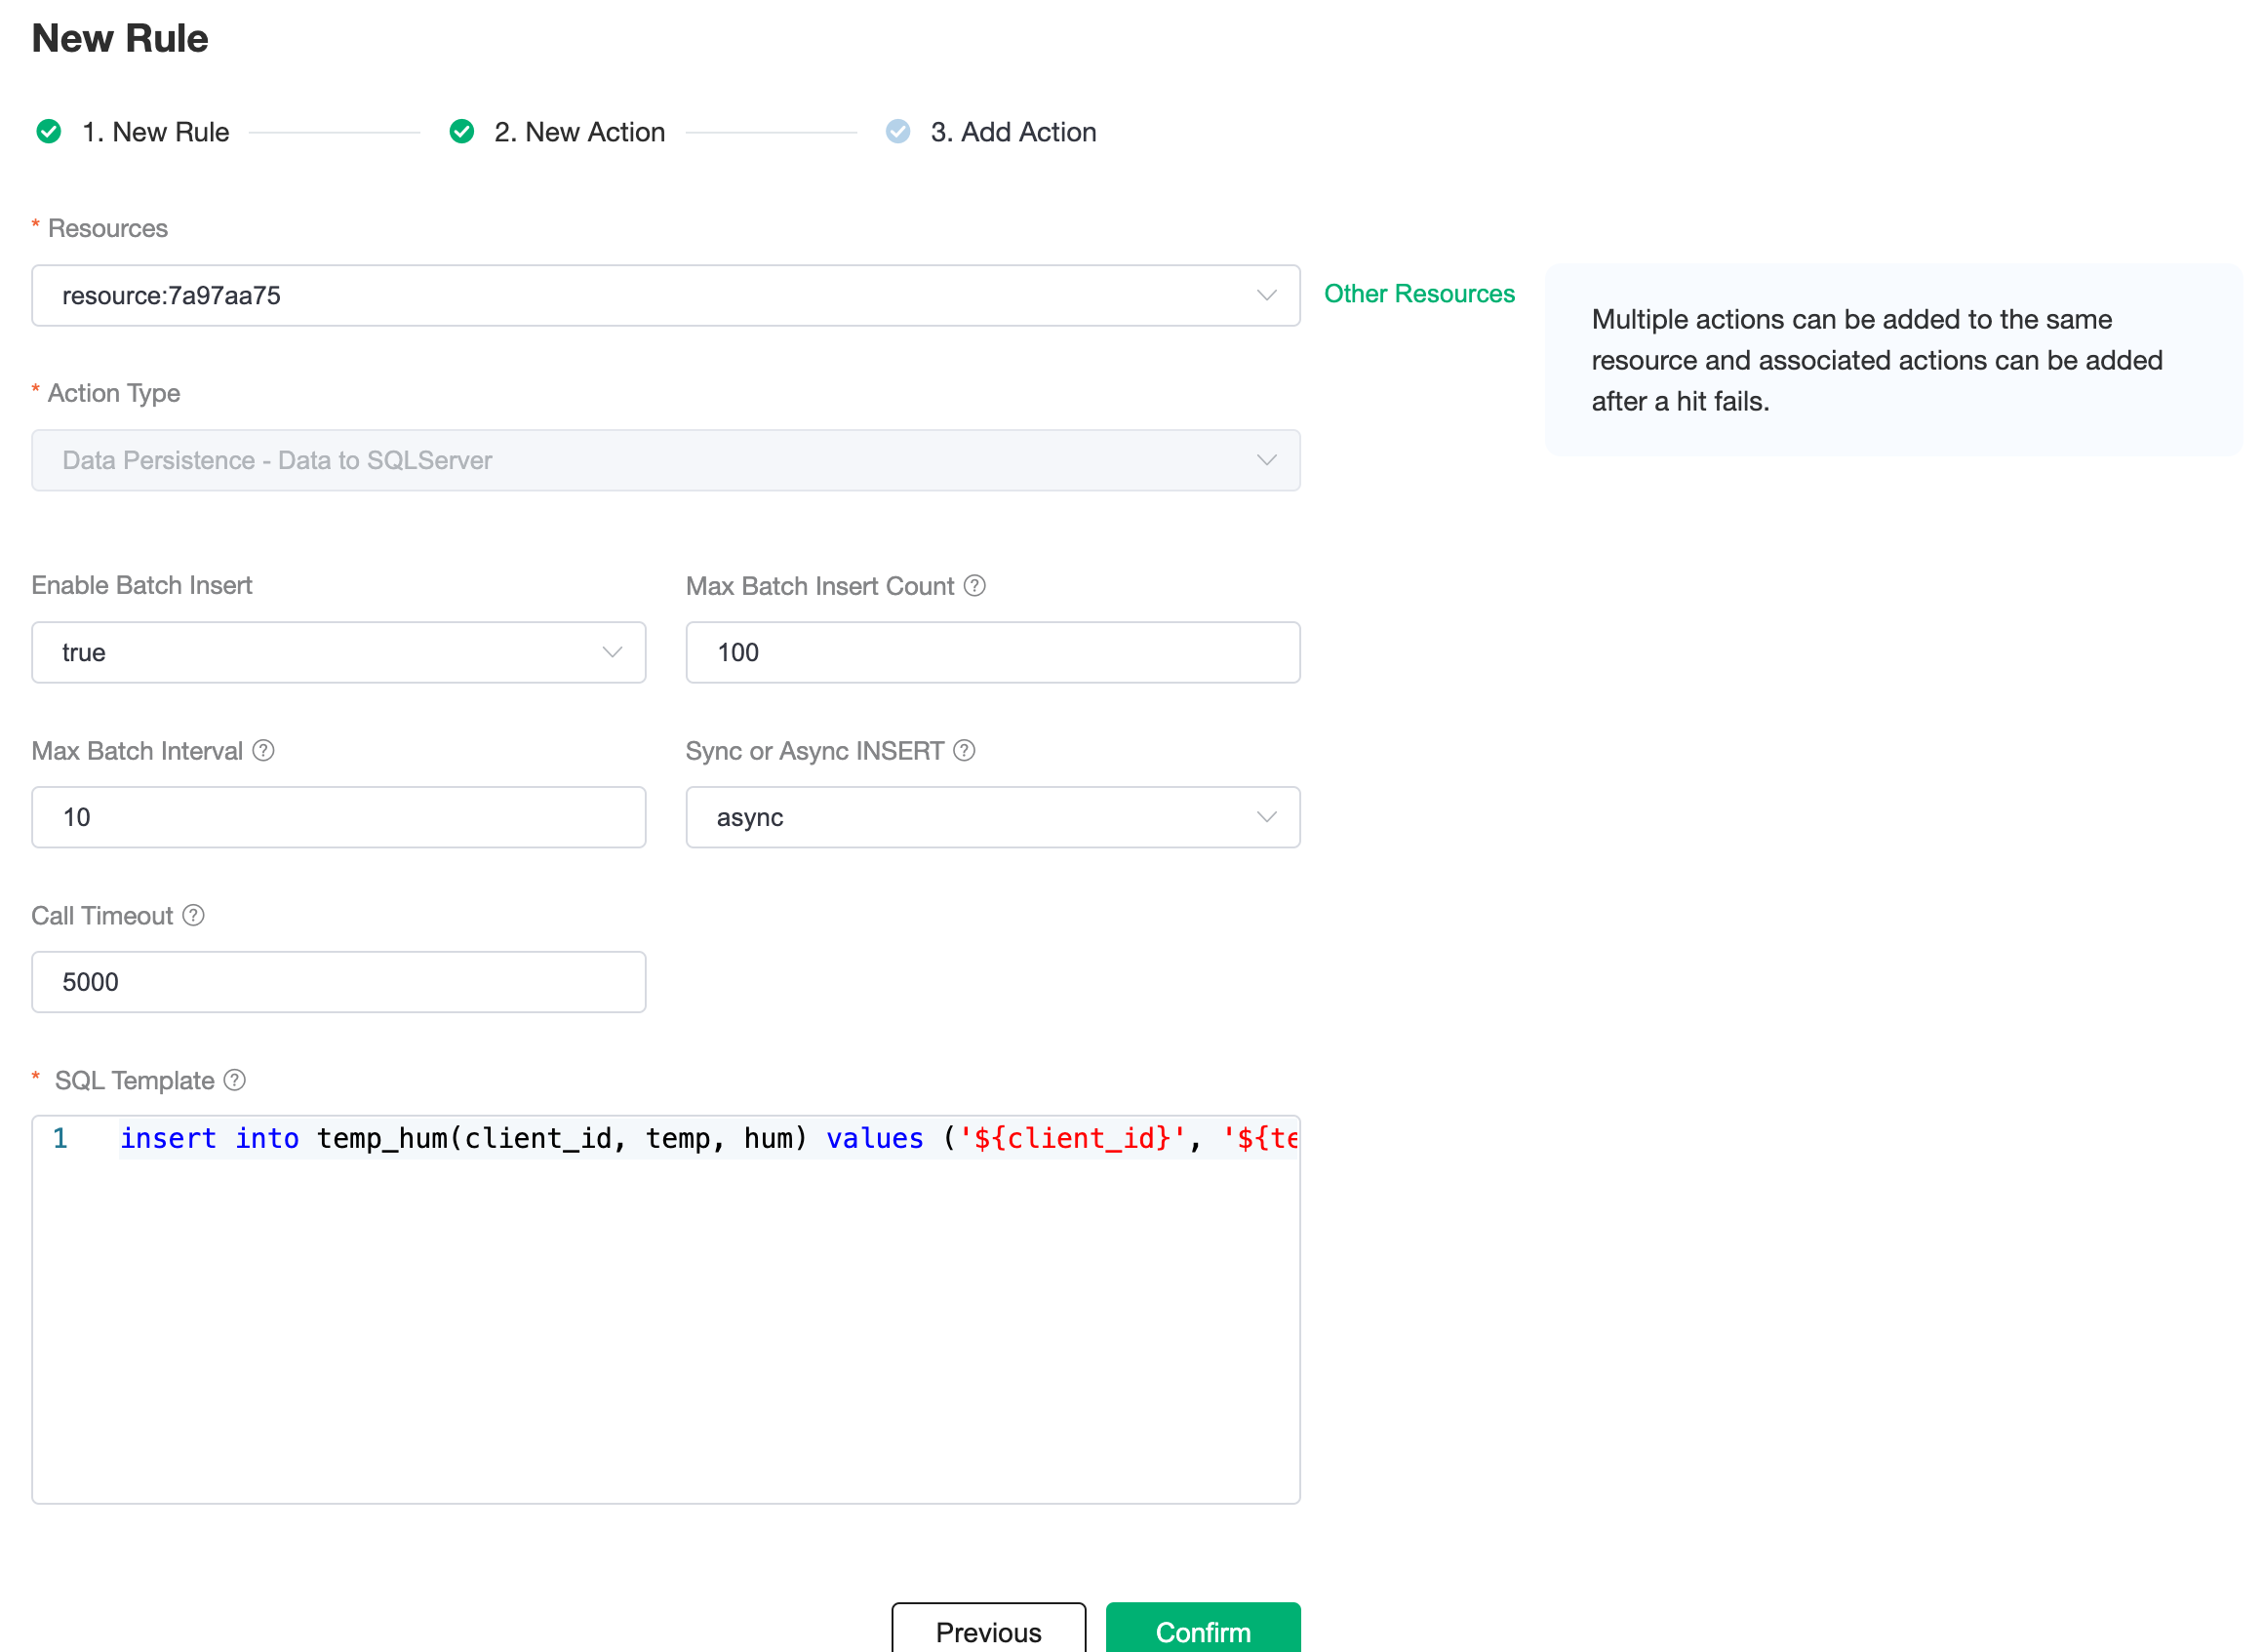 New Rule
1. New Rule
2. New Action
3. Add Action
* Resources
resource:7a97aa75
Other Resources
Multiple actions can be added to the same
resource and associated actions can be added
after a hit fails.
* Action Type
Data Persistence - Data to SQLServer
Enable Batch Insert
Max Batch Insert Count ?
true
100
Max Batch Interval ?
Sync or Async INSERT ?
10
async
Call Timeout ?
5000
* SQL Template ?
1 insert into temp_hum(client_id, temp, hum) values ('${client_id}', '${te
Previous
Confirm